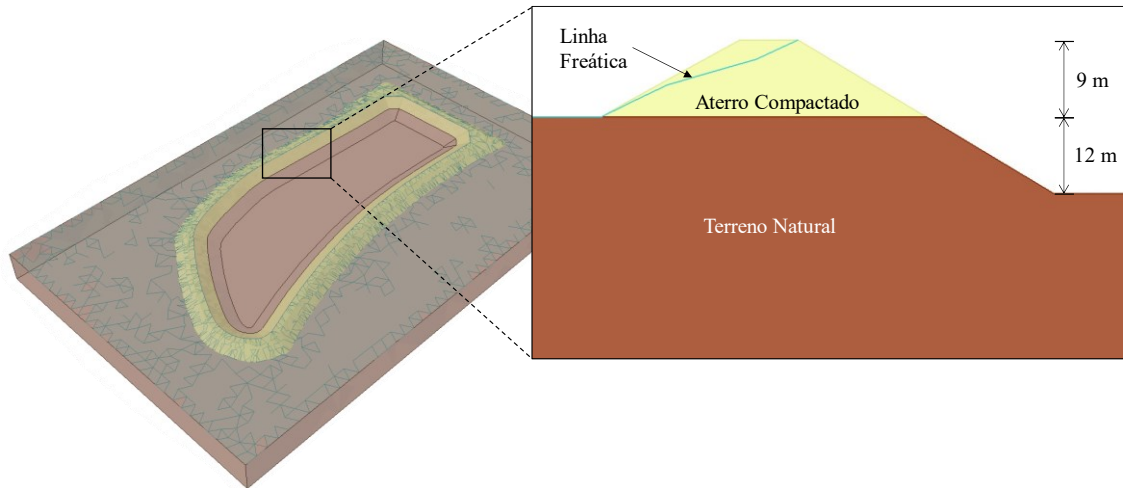 Linha
Freática
Aterro Compactado
9 m
12 m
Terreno Natural